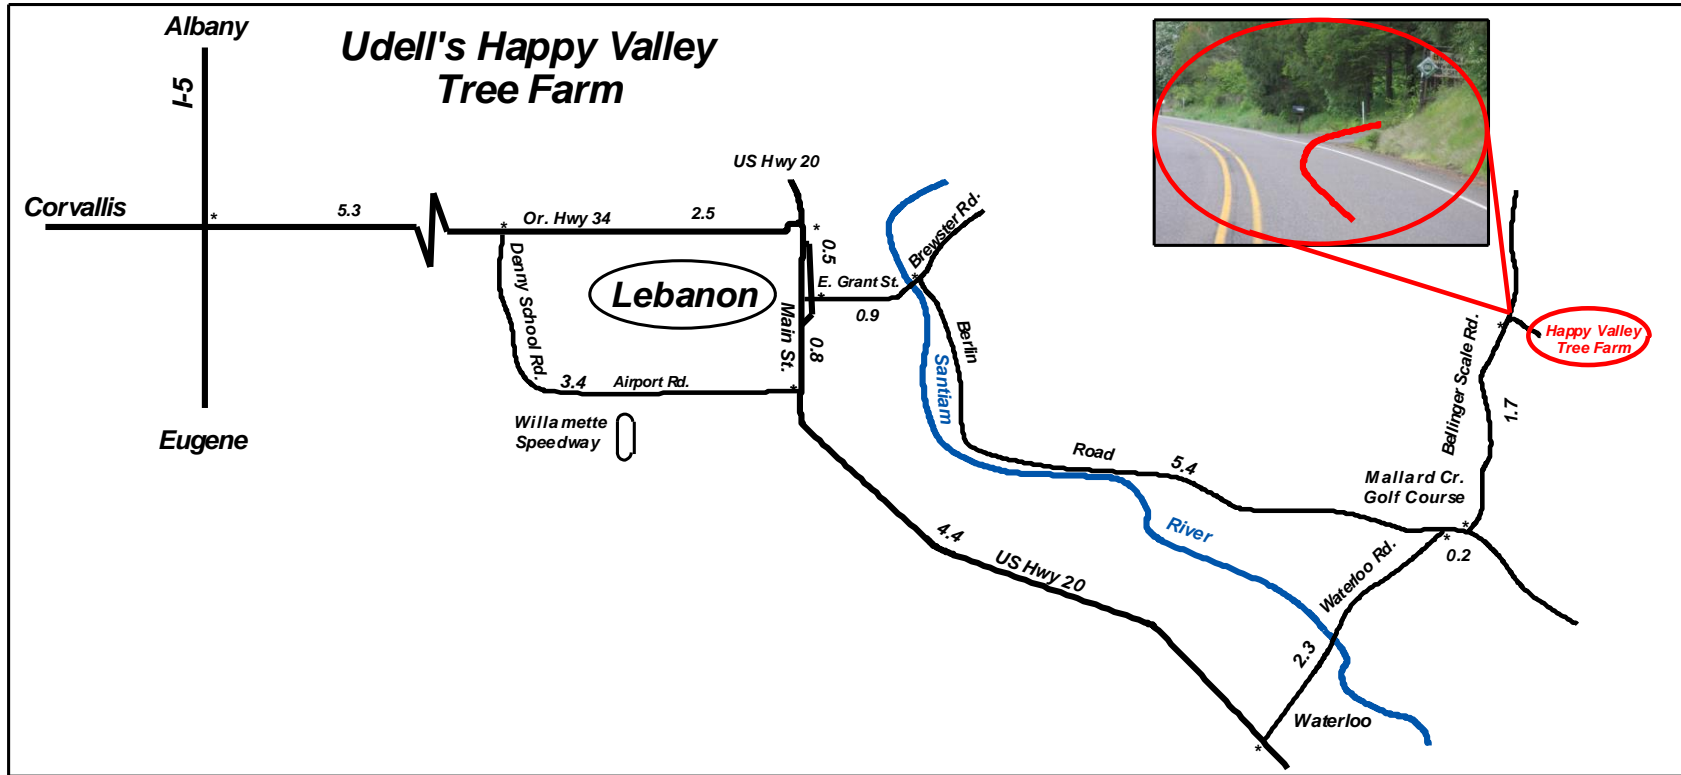 Albany
Udell's Happy Valley
Tree Farm
I-5
US Hwy 20
Corvallis
*
5.3
Or. Hwy 34
2.5
*
*
0.5
Brewster Rd.
*
Denny School Rd.
Lebanon
Main St.
E. Grant St.
*
0.9
0.8
Berlin
Santiam
Bellinger Scale Rd.
*
Happy Valley
Tree Farm
1.7
3.4
Airport Rd.
*
Willamette
Speedway
Eugene
Road
5.4
Mallard Cr.
Golf Course
*
*
0.2
River
Waterloo Rd.
4.4
US Hwy 20
2.3
Waterloo
*